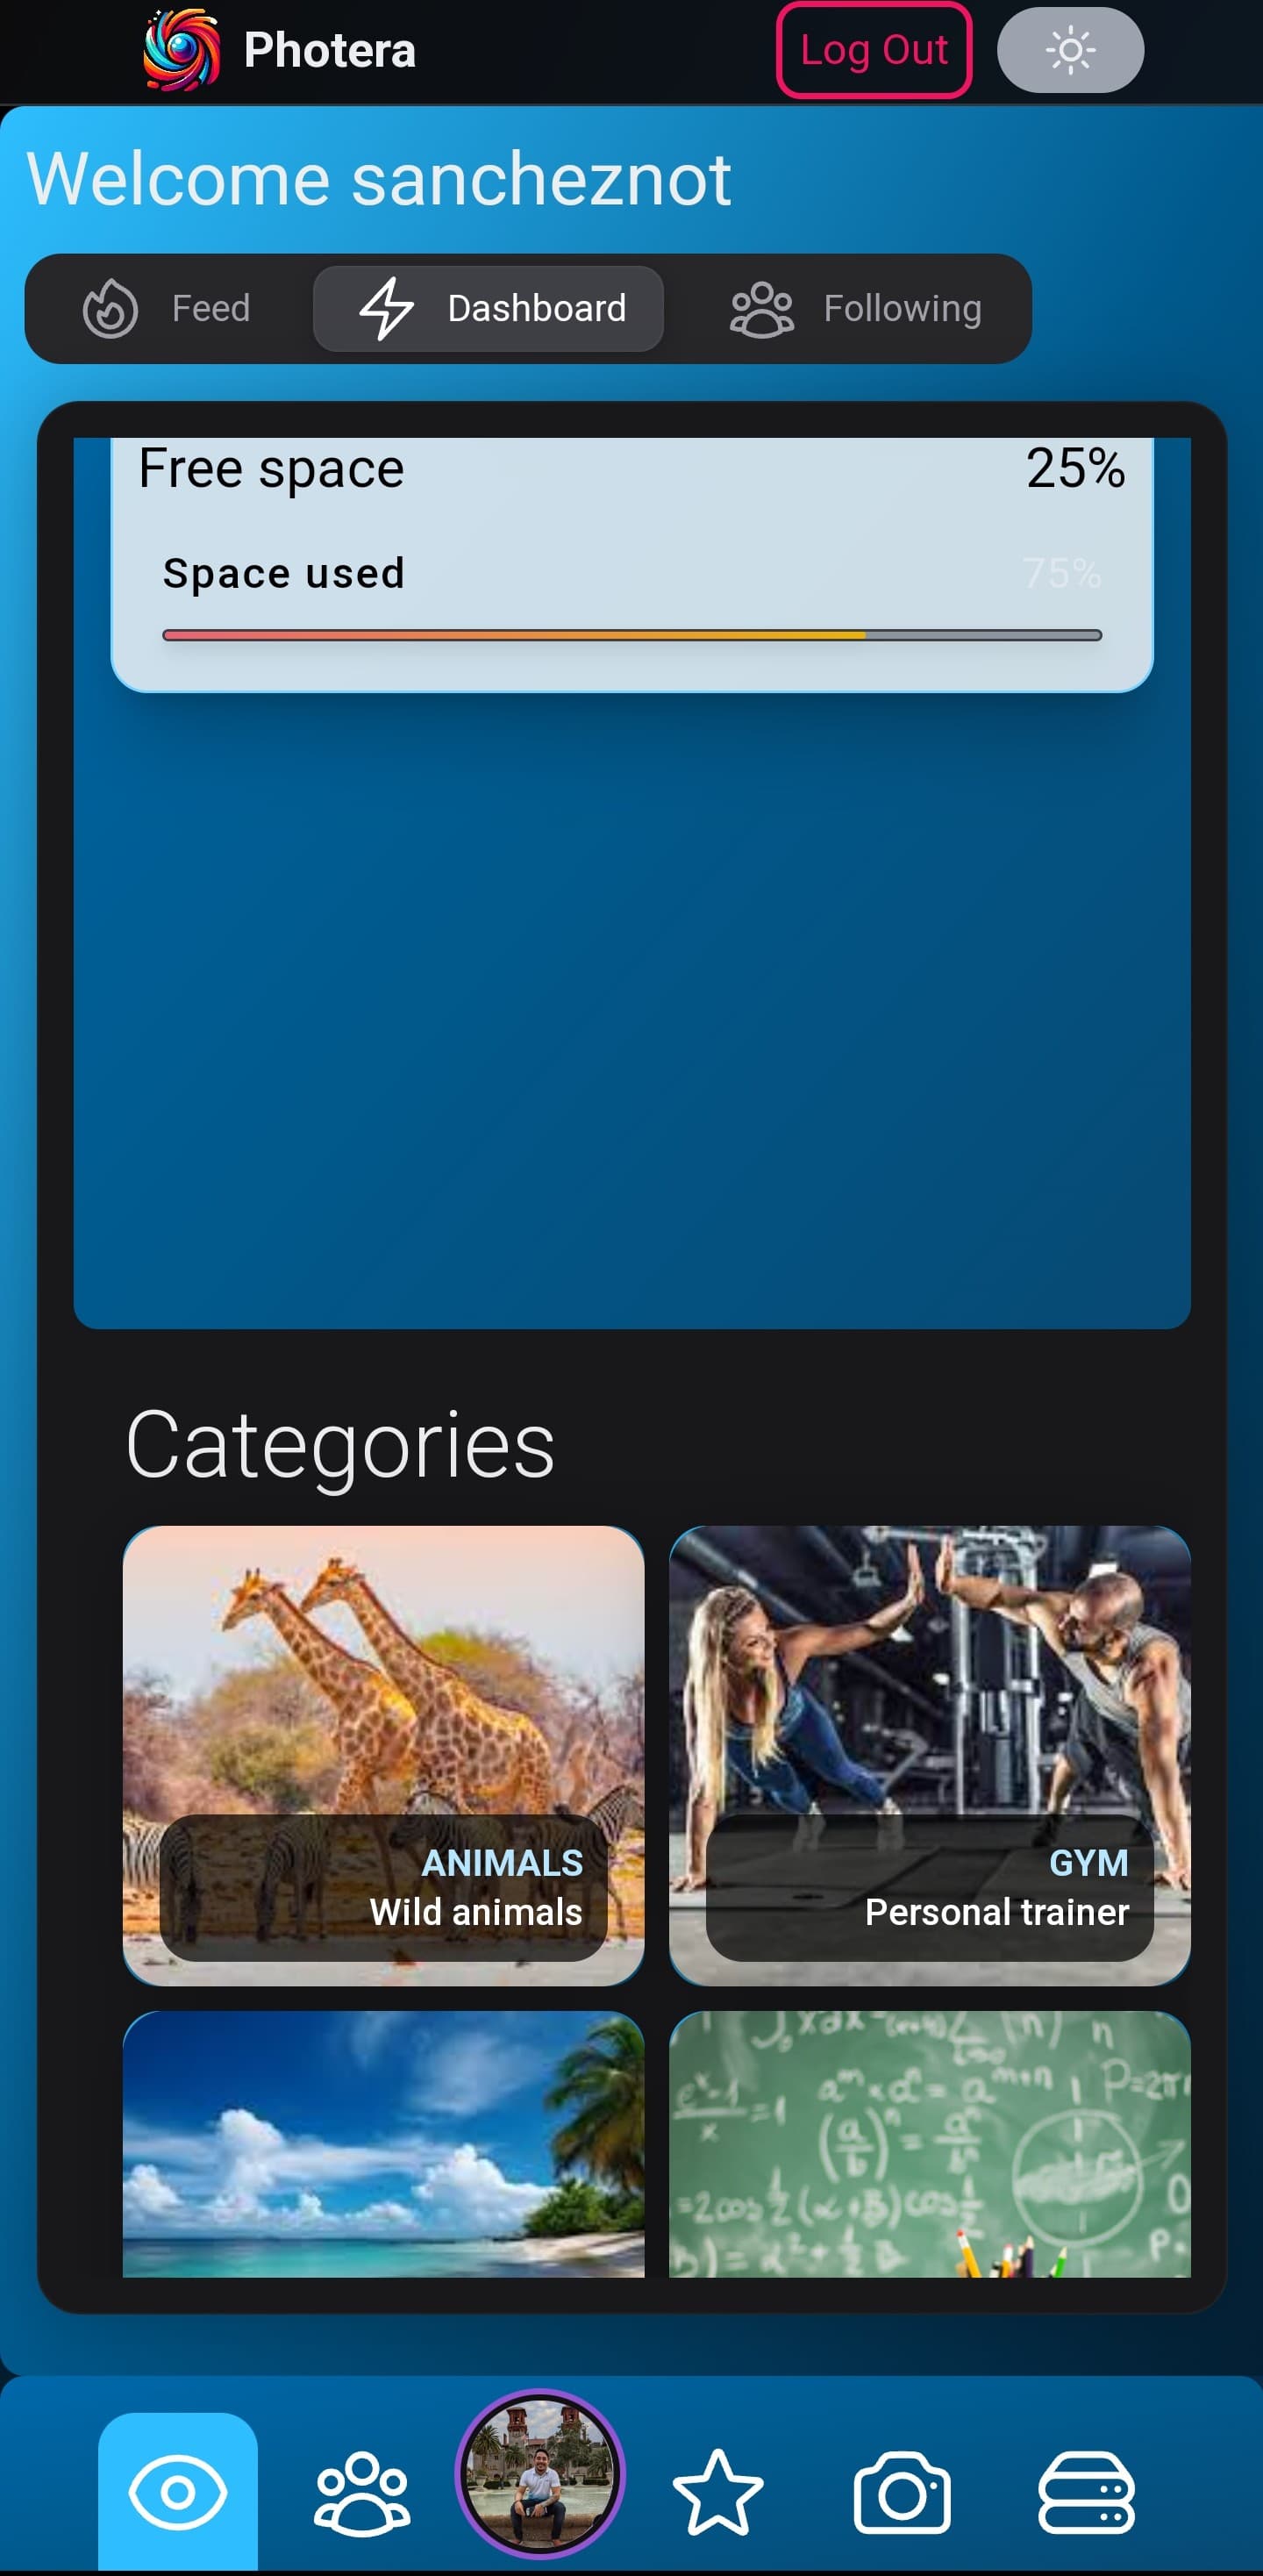 Photera
Log Out
Welcome sancheznot
Feed
Dashboard
Following
Free space
25%
Space used
75%
Categories
ANIMALS
Wild animals
GYM
Personal trainer